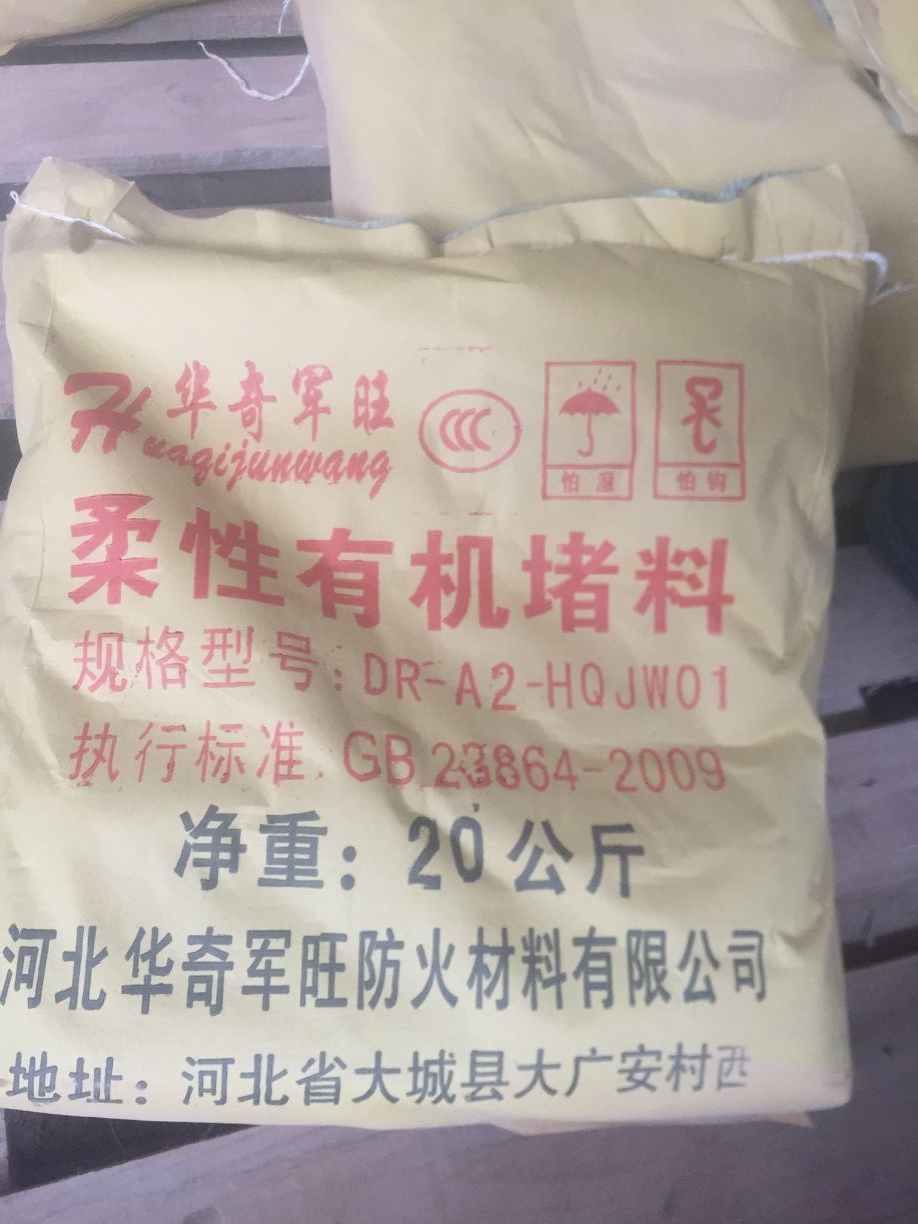 华奇军旺
Huaqijunwang
CCC
怕湿
怕钩
柔性有机堵料
规格型号:DR-A2-HQJW01
执行标准.GB 23864-2009
净重：20公斤
河北华奇军旺防火材料有限公司
地址：河北省大城县大广安村西